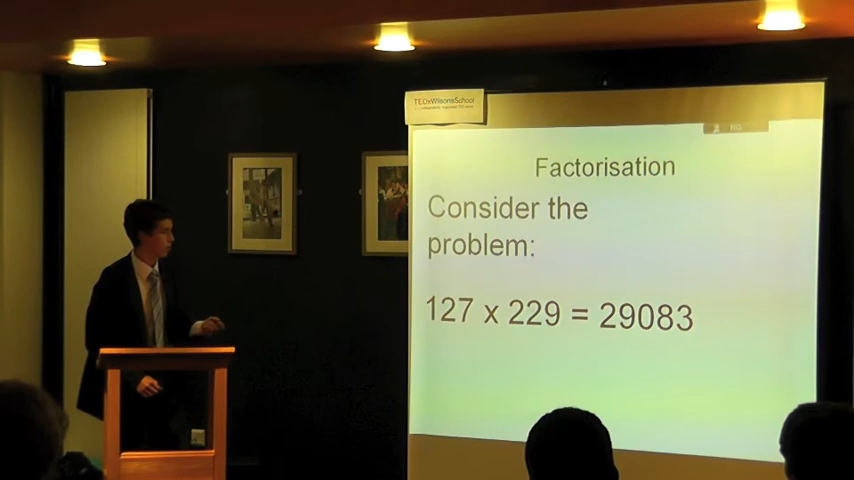 TEDxWilsonsSchool
Factorisation
Consider the
problem:
127 x 229 = 29083